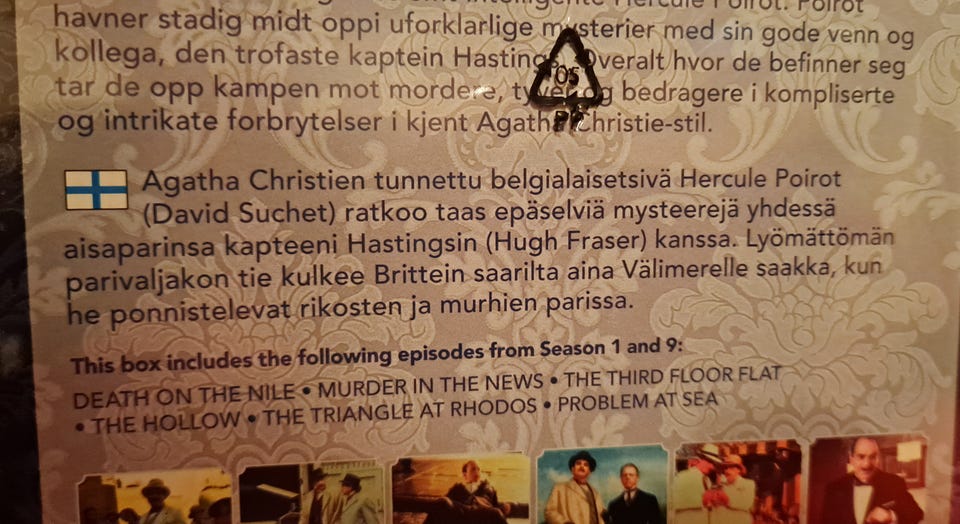 intelligente Hercule Poirot. Poirot
havner stadig midt oppi uforklarlige mysterier med sin gode venn og
kollega, den trofaste kaptein Hastings. Overalt hvor de befinner seg
tar de opp kampen mot mordere, tyver og bedragere i kompliserte
og intrikate forbrytelser i kjent Agatha Christie-stil.
05
PP
Agatha Christien tunnettu belgialaisetsivä Hercule Poirot
(David Suchet) ratkoo taas epäselviä mysteerejä yhdessä
aisaparinsa kapteeni Hastingsin (Hugh Fraser) kanssa. Lyömättömän
parivaljakon tie kulkee Brittein saarilta aina Välimerelle saakka, kun
he ponnistelevat rikosten ja murhien parissa.
This box includes the following episodes from Season 1 and 9:
DEATH ON THE NILE • MURDER IN THE NEWS • THE THIRD FLOOR FLAT
• THE HOLLOW • THE TRIANGLE AT RHODOS • PROBLEM AT SEA